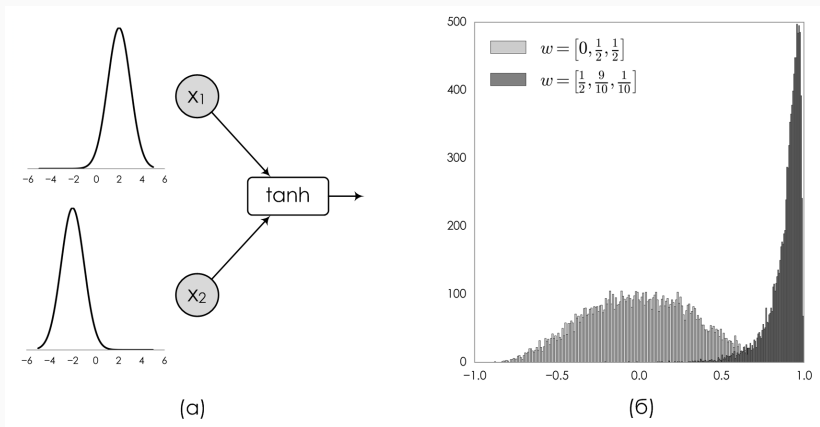 −6 −4 −2 0 2 4 6
x1
tanh
x2
−6 −4 −2 0 2 4 6
(а)
500
400
300
200
100
0
w = [0, 1/2, 1/2]
w = [1/2, 9/10, 1/10]
−1.0 −0.5 0.0 0.5 1.0
(б)